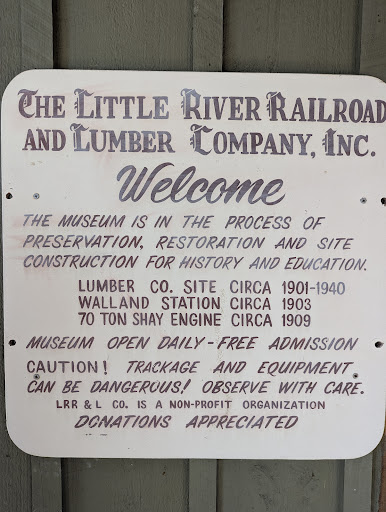 THE LITTLE RIVER RAILROAD
AND LUMBER COMPANY, INC.
Welcome
THE MUSEUM IS IN THE PROCESS OF
PRESERVATION, RESTORATION AND SITE
CONSTRUCTION FOR HISTORY AND EDUCATION.
LUMBER CO. SITE CIRCA 1901-1940
WALLAND STATION CIRCA 1903
70 TON SHAY ENGINE CIRCA 1909
MUSEUM OPEN DAILY - FREE ADMISSION
CAUTION! TRACKAGE AND EQUIPMENT
CAN BE DANGEROUS! OBSERVE WITH CARE.
LRR & L CO. IS A NON-PROFIT ORGANIZATION
DONATIONS APPRECIATED